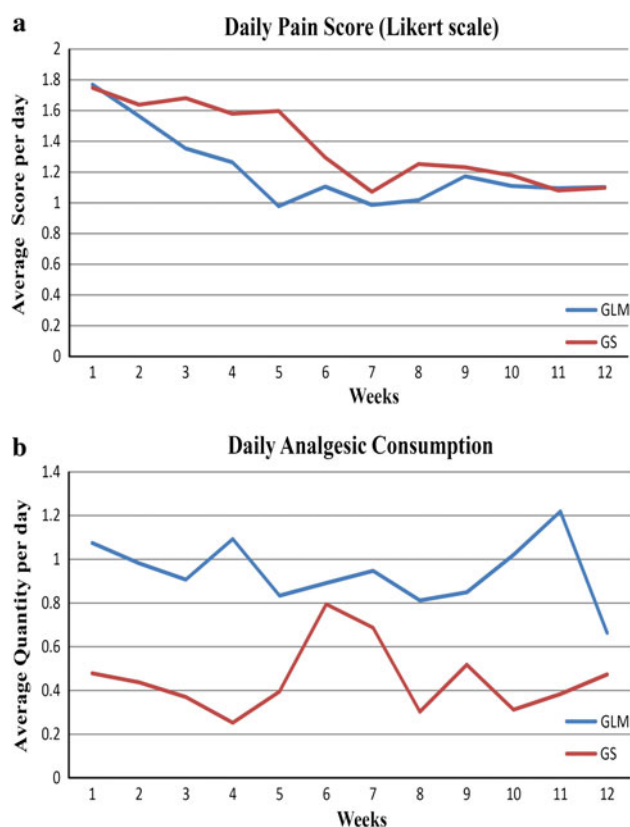 a
Daily Pain Score (Likert scale)
Average Score per day
2
1.8
1.6
1.4
1.2
1
0.8
0.6
0.4
0.2
0
GLM
GS
1 2 3 4 5 6 7 8 9 10 11 12
Weeks
b
Daily Analgesic Consumption
Average Quantity per day
1.4
1.2
1
0.8
0.6
0.4
0.2
0
GLM
GS
1 2 3 4 5 6 7 8 9 10 11 12
Weeks